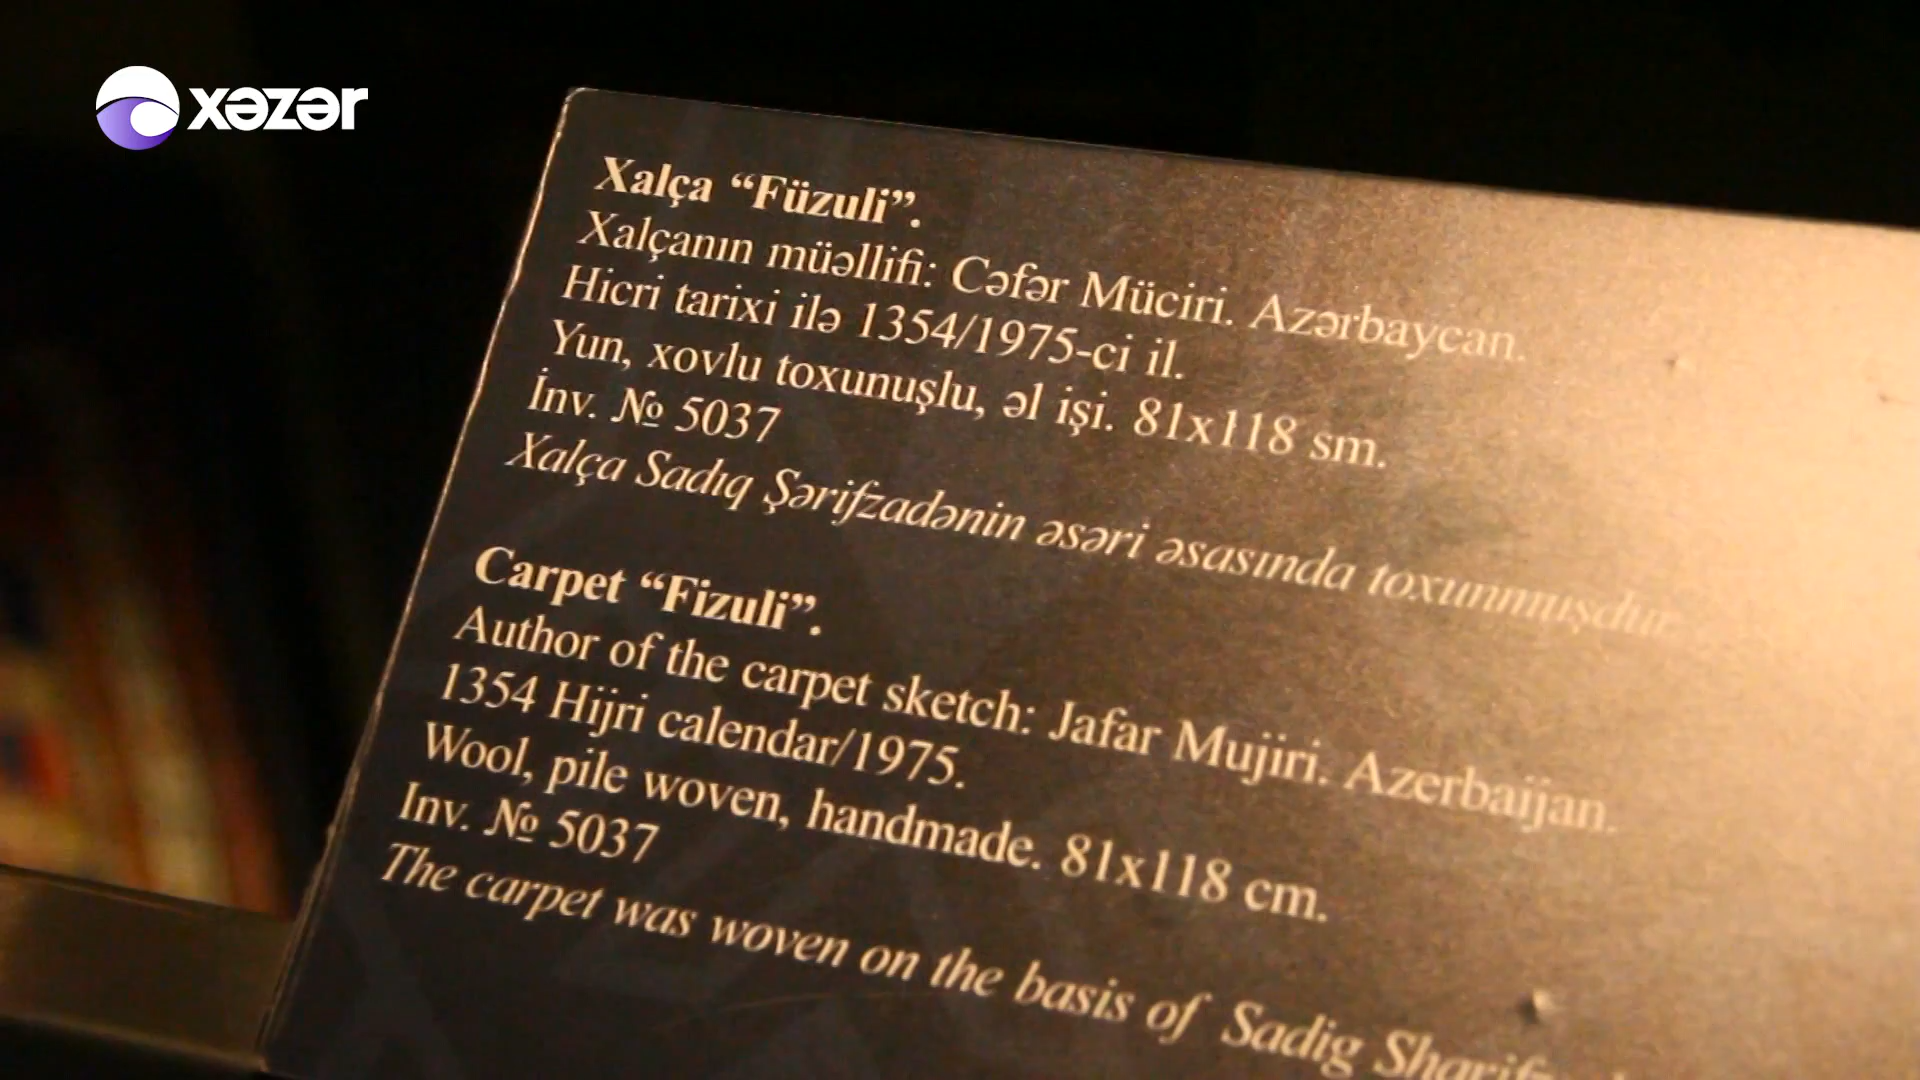 xəzər
Xalça “Füzuli”.
Xalçanın müəllifi: Cəfər Müciri. Azərbaycan.
Hicri tarixi ilə 1354/1975-ci il.
Yun, xovlu toxunuşlu, əl işi. 81x118 sm.
İnv. № 5037
Xalça Sadıq Şərifzadənin əsəri əsasında toxunmuşdur.
Carpet “Fizuli”.
Author of the carpet sketch: Jafar Mujiri. Azerbaijan.
1354 Hijri calendar/1975.
Wool, pile woven, handmade. 81x118 cm.
Inv. № 5037
The carpet was woven on the basis of Sadig